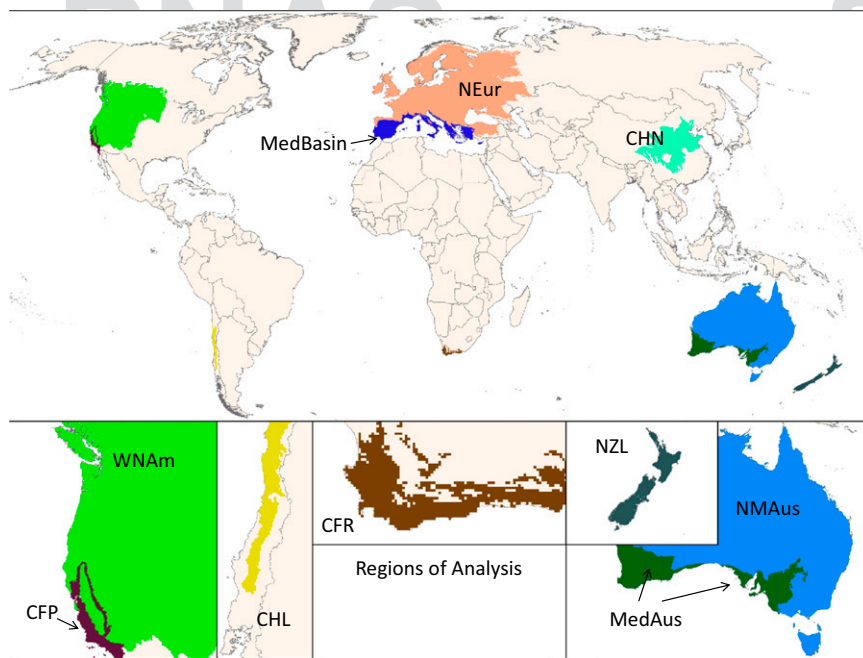 NEur
MedBasin
CHN
WNAm
CFP
CHL
CFR
NZL
Regions of Analysis
NMAus
MedAus